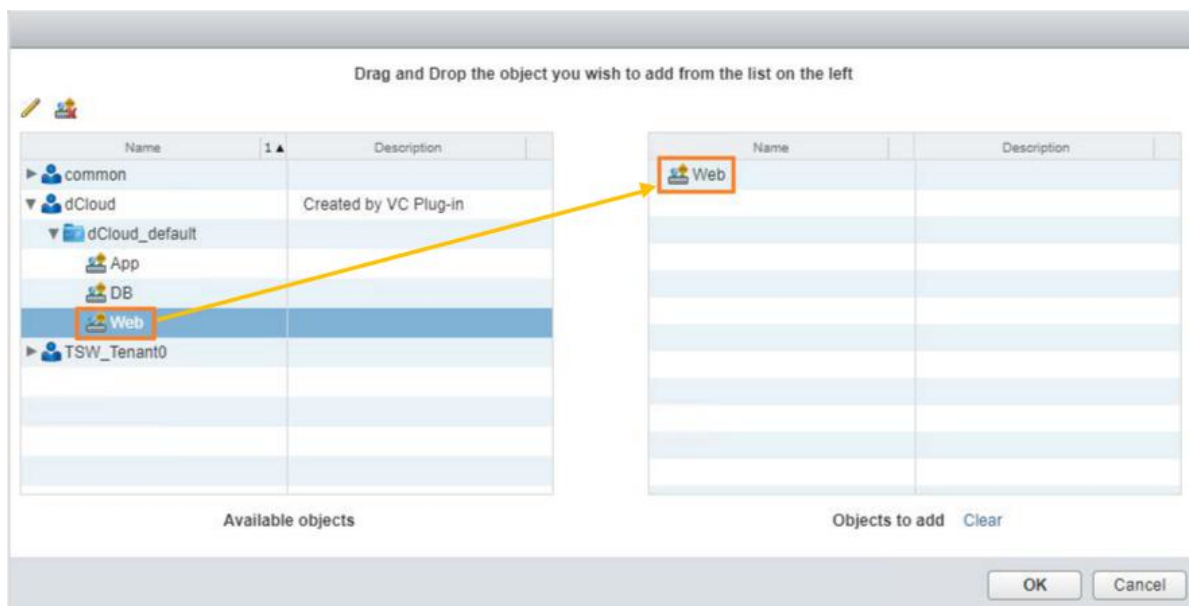 Drag and Drop the object you wish to add from the list on the left
Name 1 Description
common
dCloud Created by VC Plug-in
dCloud_default
App
DB
Web
TSW_Tenant0
Available objects
Name Description
Web
Objects to add Clear
OK Cancel